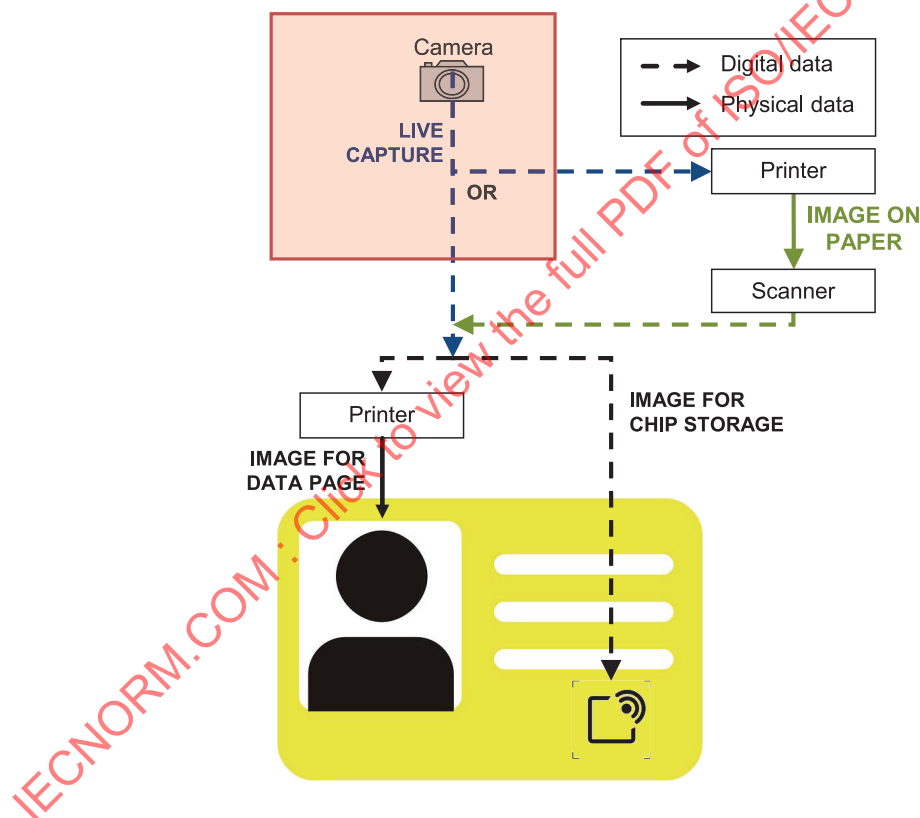 Camera
LIVE
CAPTURE
OR
Digital data
Physical data
Printer
IMAGE ON
PAPER
Scanner
Printer
IMAGE FOR
CHIP STORAGE
IMAGE FOR
DATA PAGE
IECNORM.COM : Click to view the full PDF of ISO/IEC